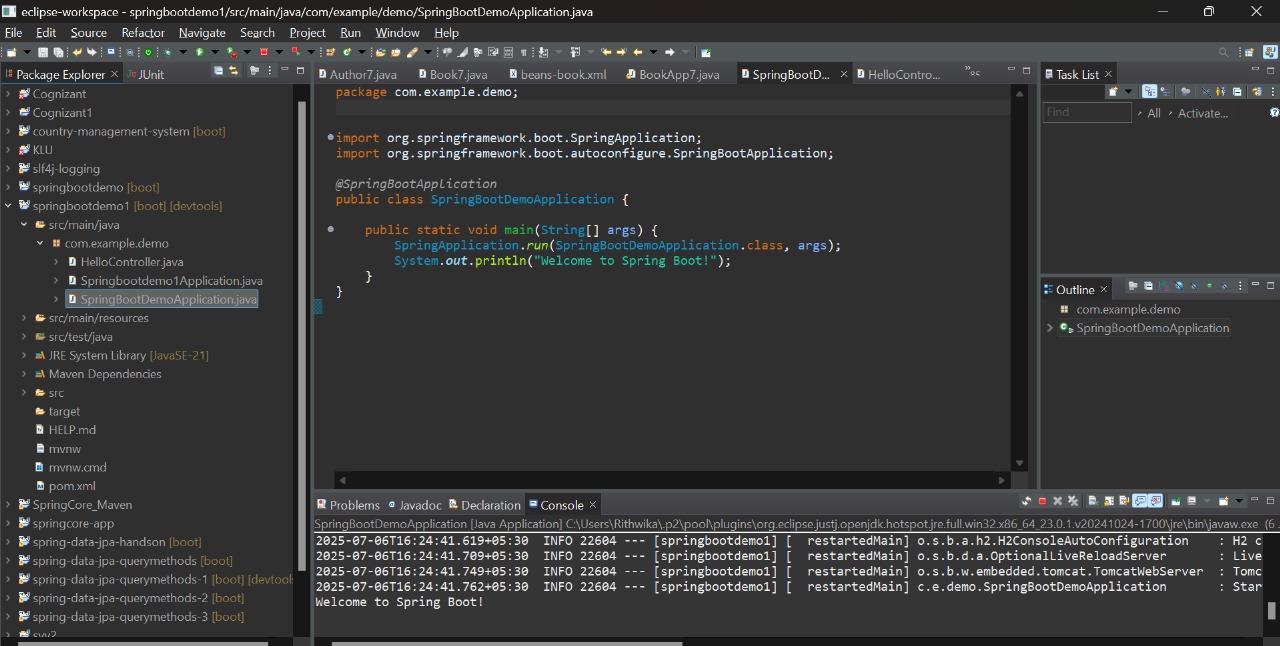 eclipse-workspace - springbootdemo1/src/main/java/com/example/demo/SpringBootDemoApplication.java
File Edit Source Refactor Navigate Search Project Run Window Help
Package Explorer JUnit
Cognizant
Cognizant1
country-management-system [boot]
KLU
slf4j-logging
springbootdemo [boot]
springbootdemo1 [boot] [devtools]
src/main/java
com.example.demo
HelloController.java
Springbootdemo1Application.java
SpringBootDemoApplication.java
src/main/resources
src/test/java
JRE System Library [JavaSE-21]
Maven Dependencies
src
target
HELP.md
mvnw
mvnw.cmd
pom.xml
SpringCore_Maven
springcore-app
spring-data-jpa-handson [boot]
spring-data-jpa-querymethods [boot]
spring-data-jpa-querymethods-1 [boot] [devtool
spring-data-jpa-querymethods-2 [boot]
spring-data-jpa-querymethods-3 [boot]
Author7.java Book7.java beans-book.xml BookApp7.java SpringBootD... HelloContro...
package com.example.demo;
import org.springframework.boot.SpringApplication;
import org.springframework.boot.autoconfigure.SpringBootApplication;
@SpringBootApplication
public class SpringBootDemoApplication {
public static void main(String[] args) {
SpringApplication.run(SpringBootDemoApplication.class, args);
System.out.println("Welcome to Spring Boot!");
}
}
Task List
Find All Activate...
Outline
com.example.demo
SpringBootDemoApplication
Problems Javadoc Declaration Console
SpringBootDemoApplication [Java Application] C:\Users\Rithwika\.p2\pool\plugins\org.eclipse.justj.openjdk.hotspot.jre.full.win32.x86_64_23.0.1.v20241024-1700\jre\bin\javaw.exe (6
2025-07-06T16:24:41.619+05:30 INFO 22604 --- [springbootdemo1] [ restartedMain] o.s.b.a.h2.H2ConsoleAutoConfiguration : H2 c
2025-07-06T16:24:41.709+05:30 INFO 22604 --- [springbootdemo1] [ restartedMain] o.s.b.d.a.OptionalLiveReloadServer : Live
2025-07-06T16:24:41.749+05:30 INFO 22604 --- [springbootdemo1] [ restartedMain] o.s.b.w.embedded.tomcat.TomcatWebServer : Tomc
2025-07-06T16:24:41.762+05:30 INFO 22604 --- [springbootdemo1] [ restartedMain] c.e.demo.SpringBootDemoApplication : Star
Welcome to Spring Boot!